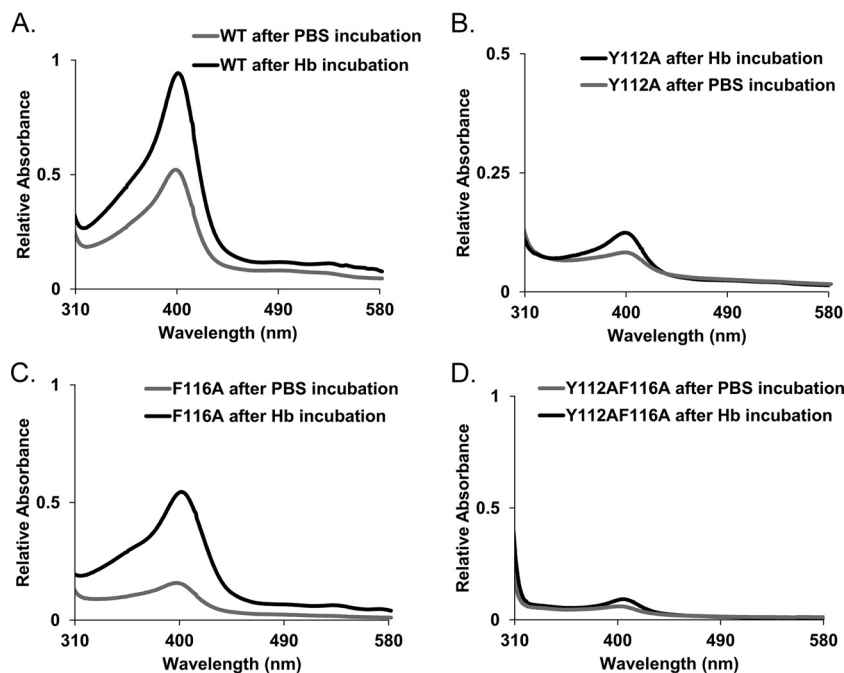 A.
WT after PBS incubation
WT after Hb incubation
1
0.5
0
Relative Absorbance
310 400 490 580
Wavelength (nm)
B.
Y112A after Hb incubation
Y112A after PBS incubation
0.5
0.25
0
Relative Absorbance
310 400 490 580
Wavelength (nm)
C.
F116A after PBS incubation
F116A after Hb incubation
1
0.5
0
Relative Absorbance
310 400 490 580
Wavelength (nm)
D.
Y112AF116A after PBS incubation
Y112AF116A after Hb incubation
1
0.5
0
Relative Absorbance
310 400 490 580
Wavelength (nm)